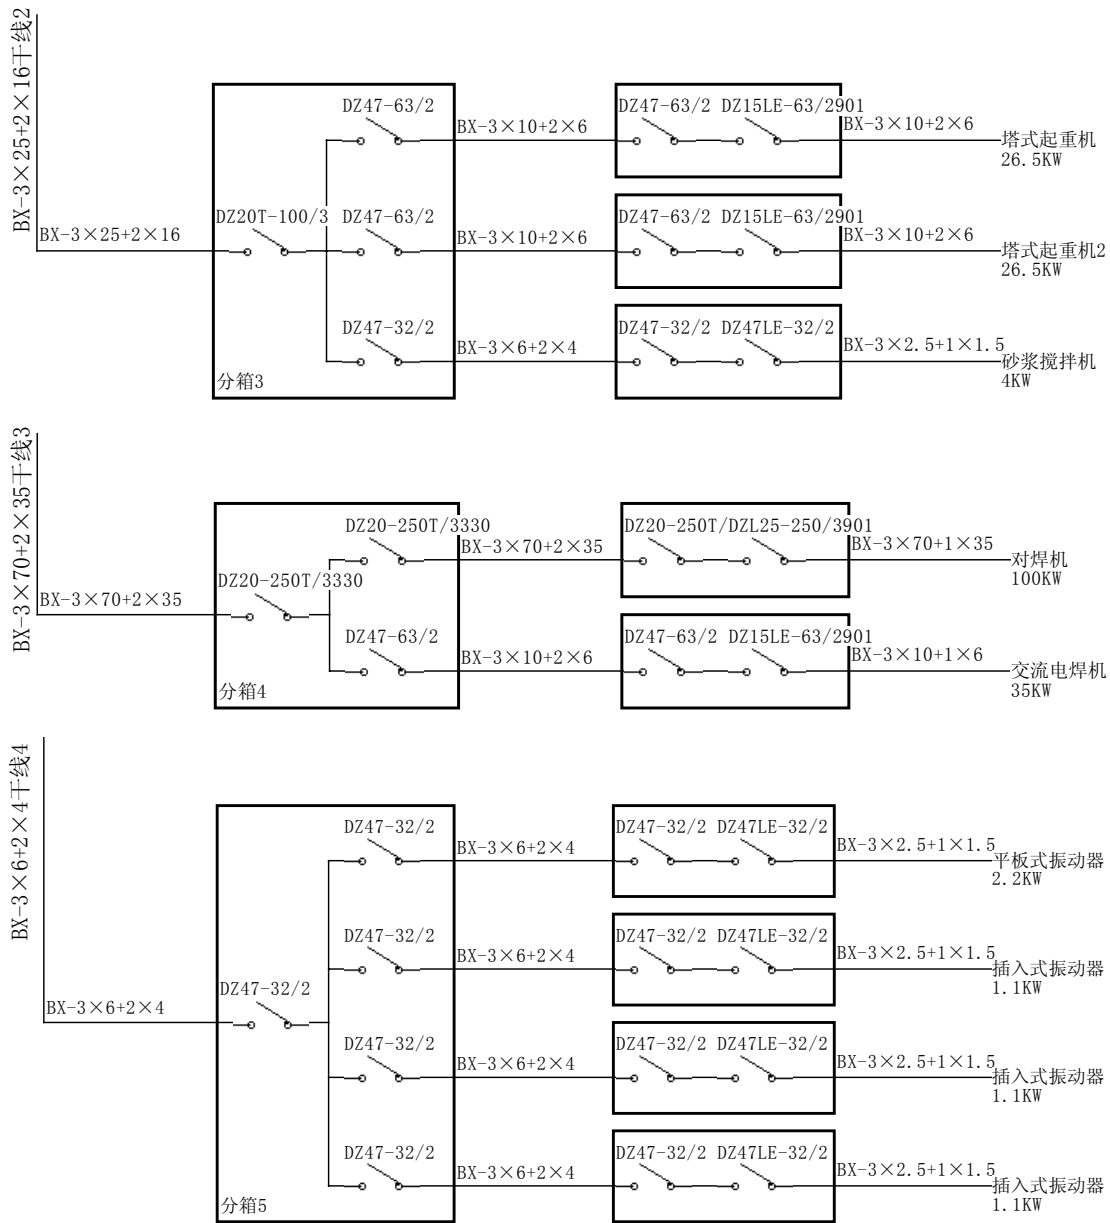 BX-3×25+2×16干线2
DZ47-63/2
DZ47-63/2 DZ15LE-63/2901
BX-3×10+2×6
BX-3×10+2×6
塔式起重机
26.5KW
BX-3×25+2×16
DZ20T-100/3
DZ47-63/2
DZ47-63/2 DZ15LE-63/2901
BX-3×10+2×6
BX-3×10+2×6
塔式起重机2
26.5KW
DZ47-32/2
DZ47-32/2 DZ47LE-32/2
BX-3×6+2×4
BX-3×2.5+1×1.5
砂浆搅拌机
4KW
分箱3
BX-3×70+2×35干线3
DZ20-250T/3330
DZ20-250T/DZL25-250/3901
BX-3×70+2×35
BX-3×70+1×35
对焊机
100KW
DZ20-250T/3330
BX-3×70+2×35
DZ47-63/2
DZ47-63/2 DZ15LE-63/2901
BX-3×10+2×6
BX-3×10+1×6
交流电焊机
35KW
分箱4
BX-3×6+2×4干线4
DZ47-32/2
DZ47-32/2 DZ47LE-32/2
BX-3×6+2×4
BX-3×2.5+1×1.5
平板式振动器
2.2KW
DZ47-32/2
DZ47-32/2 DZ47LE-32/2
BX-3×6+2×4
BX-3×2.5+1×1.5
插入式振动器
1.1KW
DZ47-32/2
BX-3×6+2×4
DZ47-32/2
DZ47-32/2 DZ47LE-32/2
BX-3×6+2×4
BX-3×2.5+1×1.5
插入式振动器
1.1KW
DZ47-32/2
DZ47-32/2 DZ47LE-32/2
BX-3×6+2×4
BX-3×2.5+1×1.5
插入式振动器
1.1KW
分箱5